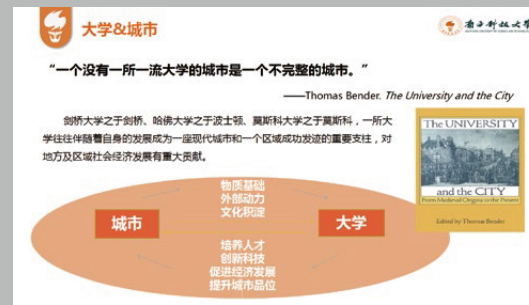 大学&城市
南方科技大学
“一个没有一所一流大学的城市是一个不完整的城市。”
——Thomas Bender. The University and the City
剑桥大学之于剑桥、哈佛大学之于波士顿、莫斯科大学之于莫斯科，一所大
学往往伴随着自身的发展成为一座现代城市和一个区域成功发迹的重要支柱，对
地方及区域社会经济发展有重大贡献。
The UNIVERSITY
and the CITY
From Medieval Origins to the Present
Edited by Thomas Bender
物质基础
外部动力
文化积淀
城市
大学
培养人才
创新科技
促进经济发展
提升城市品位